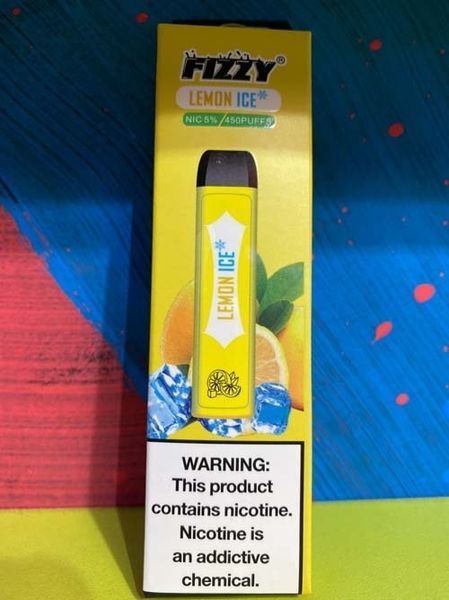 FIZZY®
LEMON ICE*
NIC 5% / 450PUFFS
LEMON ICE*
WARNING:
This product
contains nicotine.
Nicotine is
an addictive
chemical.